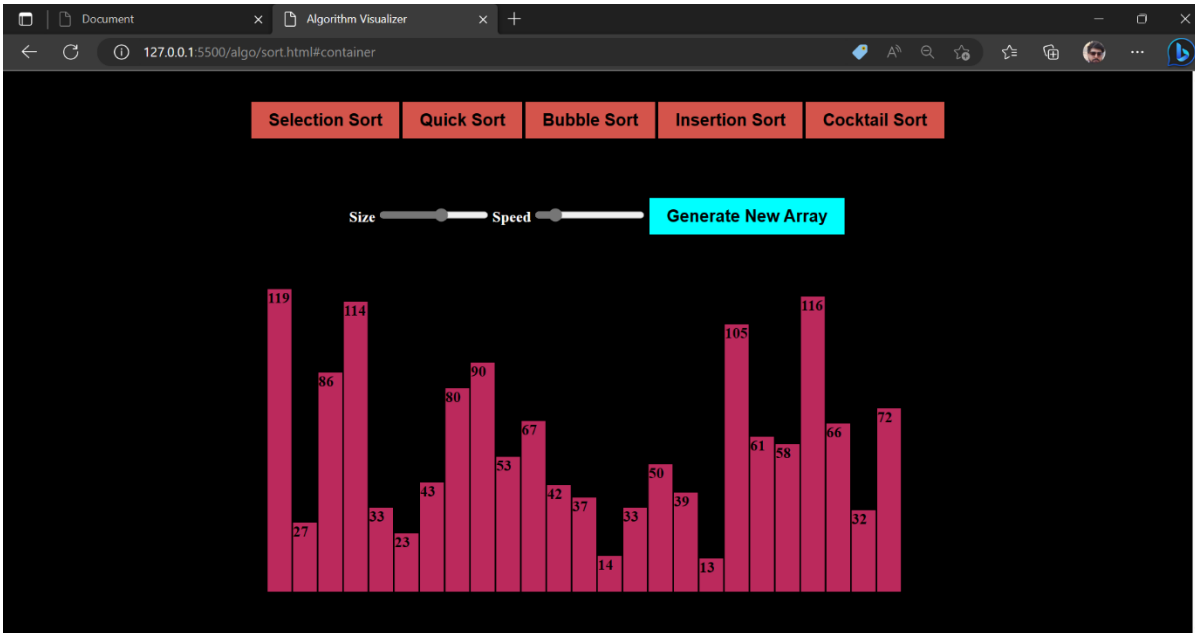 Document Algorithm Visualizer
127.0.0.1:5500/algo/sort.html#container
Selection Sort Quick Sort Bubble Sort Insertion Sort Cocktail Sort
Size Speed Generate New Array
119 27 86 114 33 23 43 80 90 53 67 42 37 14 33 50 39 13 105 61 58 116 66 32 72